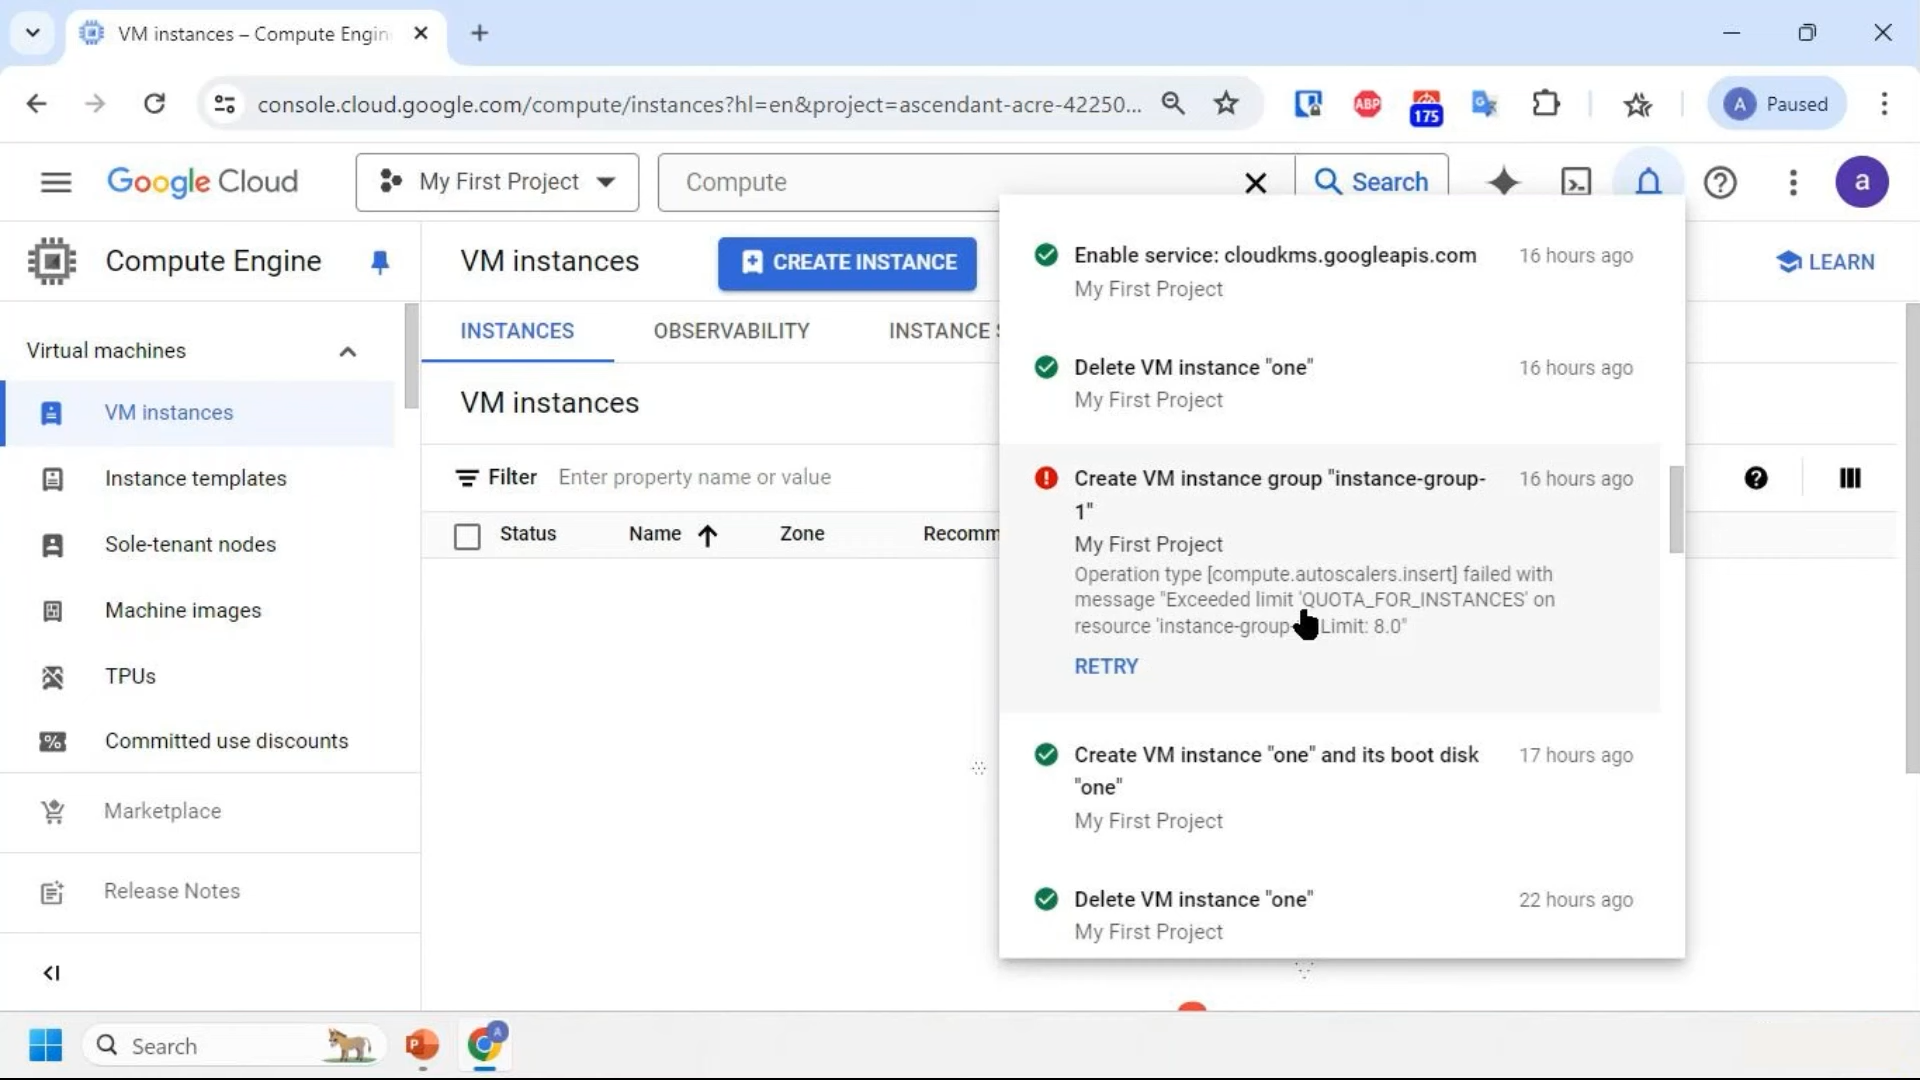 VM instances – Compute Engin
console.cloud.google.com/compute/instances?hl=en&project=ascendant-acre-42250...
ABP
175
A
Paused
Google Cloud
My First Project
Compute
Search
a
Compute Engine
VM instances
CREATE INSTANCE
LEARN
Virtual machines
VM instances
Instance templates
Sole-tenant nodes
Machine images
TPUs
Committed use discounts
Marketplace
Release Notes
INSTANCES
OBSERVABILITY
INSTANCE
VM instances
Filter
Enter property name or value
Status
Name
Zone
Recomm
Enable service: cloudkms.googleapis.com
16 hours ago
My First Project
Delete VM instance "one"
16 hours ago
My First Project
Create VM instance group "instance-group-
1"
16 hours ago
My First Project
Operation type [compute.autoscalers.insert] failed with
message "Exceeded limit 'QUOTA_FOR_INSTANCES' on
resource 'instance-group- Limit: 8.0"
RETRY
Create VM instance "one" and its boot disk
"one"
17 hours ago
My First Project
Delete VM instance "one"
22 hours ago
My First Project
Search
P
A